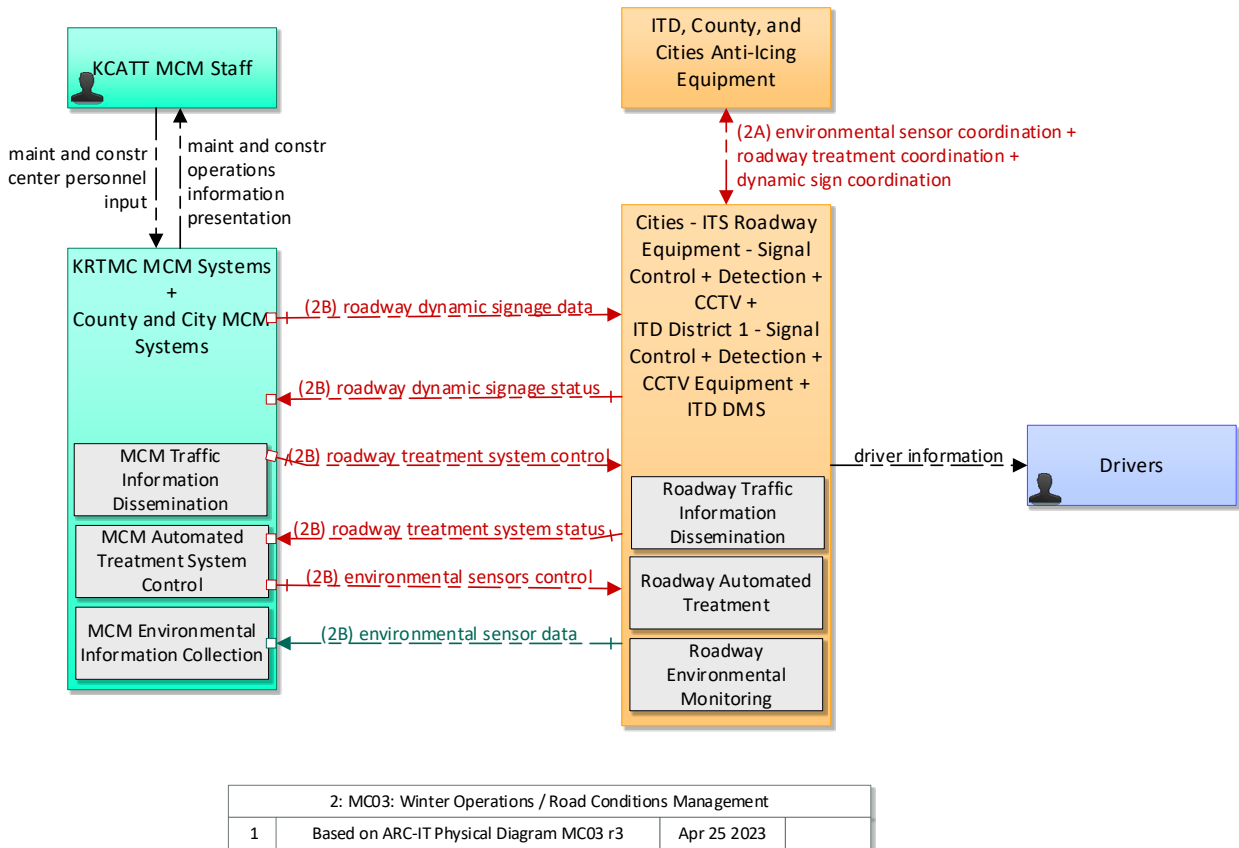 KCATT MCM Staff
ITD, County, and
Cities Anti-Icing
Equipment
maint and constr
center personnel
input
maint and constr
operations
information
presentation
(2A) environmental sensor coordination +
roadway treatment coordination +
dynamic sign coordination
KRTMC MCM Systems
+
County and City MCM
Systems
Cities - ITS Roadway
Equipment - Signal
Control + Detection +
CCTV +
ITD District 1 - Signal
Control + Detection +
CCTV Equipment +
ITD DMS
(2B) roadway dynamic signage data
(2B) roadway dynamic signage status
(2B) roadway treatment system control
(2B) roadway treatment system status
(2B) environmental sensors control
(2B) environmental sensor data
MCM Traffic
Information
Dissemination
MCM Automated
Treatment System
Control
MCM Environmental
Information Collection
Roadway Traffic
Information
Dissemination
Roadway Automated
Treatment
Roadway
Environmental
Monitoring
driver information
Drivers
2: MC03: Winter Operations / Road Conditions Management
1 Based on ARC-IT Physical Diagram MC03 r3 Apr 25 2023